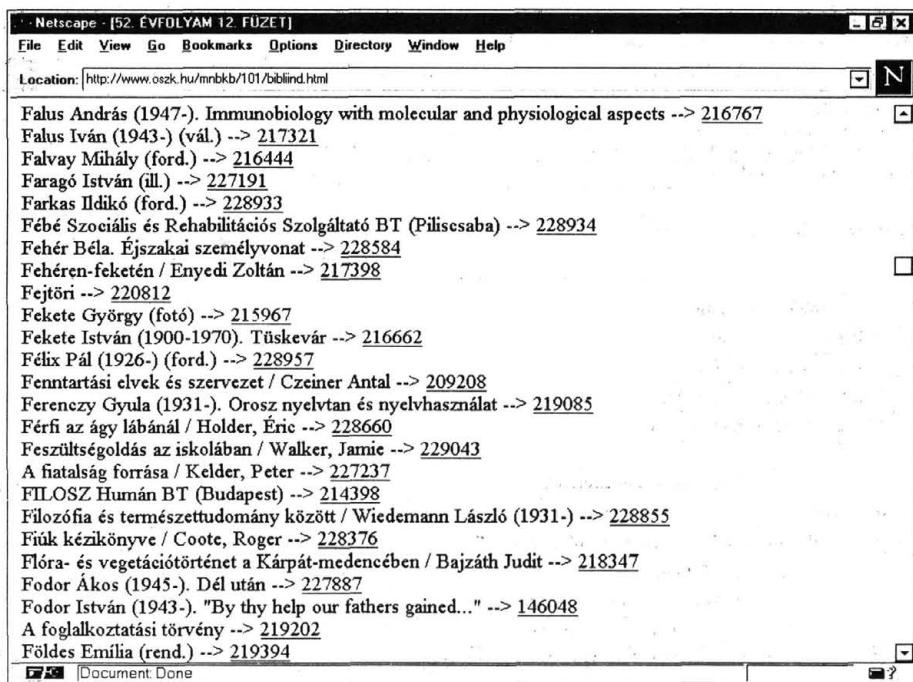 Netscape - [52. ÉVFOLYAM 12. FÜZET]
File Edit View Go Bookmarks Options Directory Window Help
Location: http://www.oszk.hu/mnbkb/101/bibliind.html
N
Falus András (1947-). Immunobiology with molecular and physiological aspects --> 216767
Falus Iván (1943-) (vál.) --> 217321
Falvay Mihály (ford.) --> 216444
Faragó István (ill.) --> 227191
Farkas Ildikó (ford.) --> 228933
Fébé Szociális és Rehabilitációs Szolgáltató BT (Piliscsaba) --> 228934
Fehér Béla. Éjszakai személyvonat --> 228584
Fehéren-feketén / Enyedi Zoltán --> 217398
Fejtöri --> 220812
Fekete György (fotó) --> 215967
Fekete István (1900-1970). Tüskevár --> 216662
Félix Pál (1926-) (ford.) --> 228957
Fenntartási elvek és szervezet / Czeiner Antal --> 209208
Ferenczy Gyula (1931-). Orosz nyelvtan és nyelvhasználat --> 219085
Férfi az ágy lábánál / Holder, Éric --> 228660
Feszültségoldás az iskolában / Walker, Jamie --> 229043
A fiatalság forrása / Kelder, Peter --> 227237
FILOSZ Humán BT (Budapest) --> 214398
Filozófia és természettudomány között / Wiedemann László (1931-) --> 228855
Fiúk kézikönyve / Coote, Roger --> 228376
Flóra- és vegetációtörténet a Kárpát-medencében / Bajzáth Judit --> 218347
Fodor Ákos (1945-). Dél után --> 227887
Fodor István (1943-). "By thy help our fathers gained..." --> 146048
A foglalkoztatási törvény --> 219202
Földes Emília (rend.) --> 219394
Document: Done